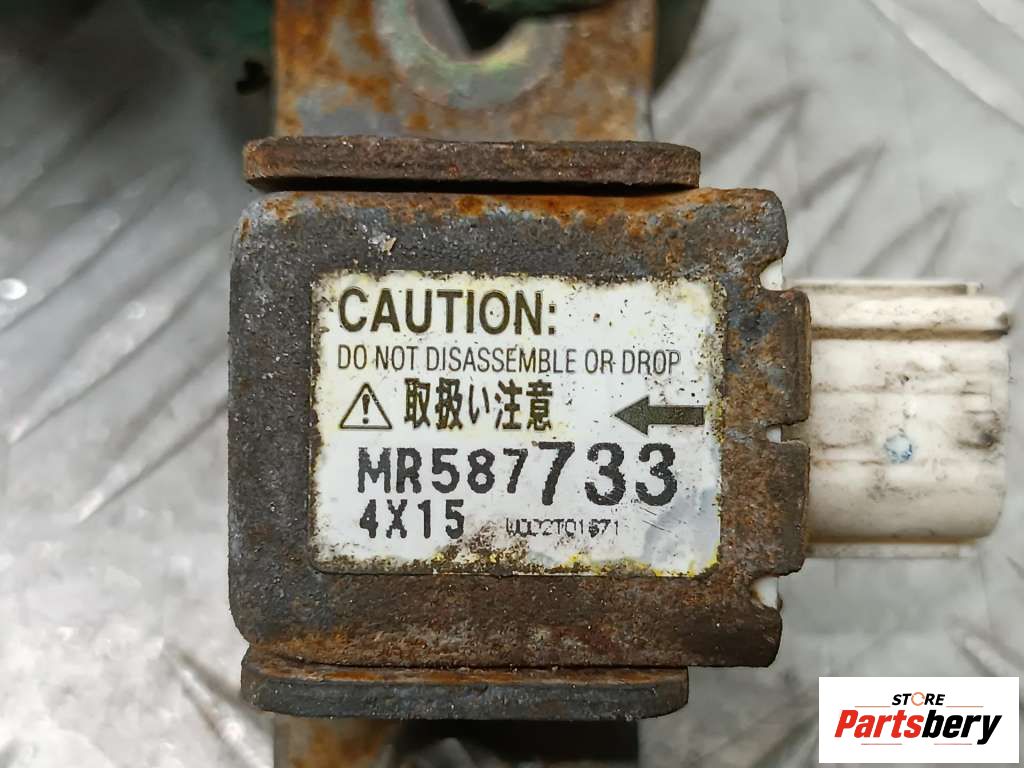 CAUTION:
DO NOT DISASSEMBLE OR DROP
取扱い注意
MR587733
4X15
STORE
Partsbery